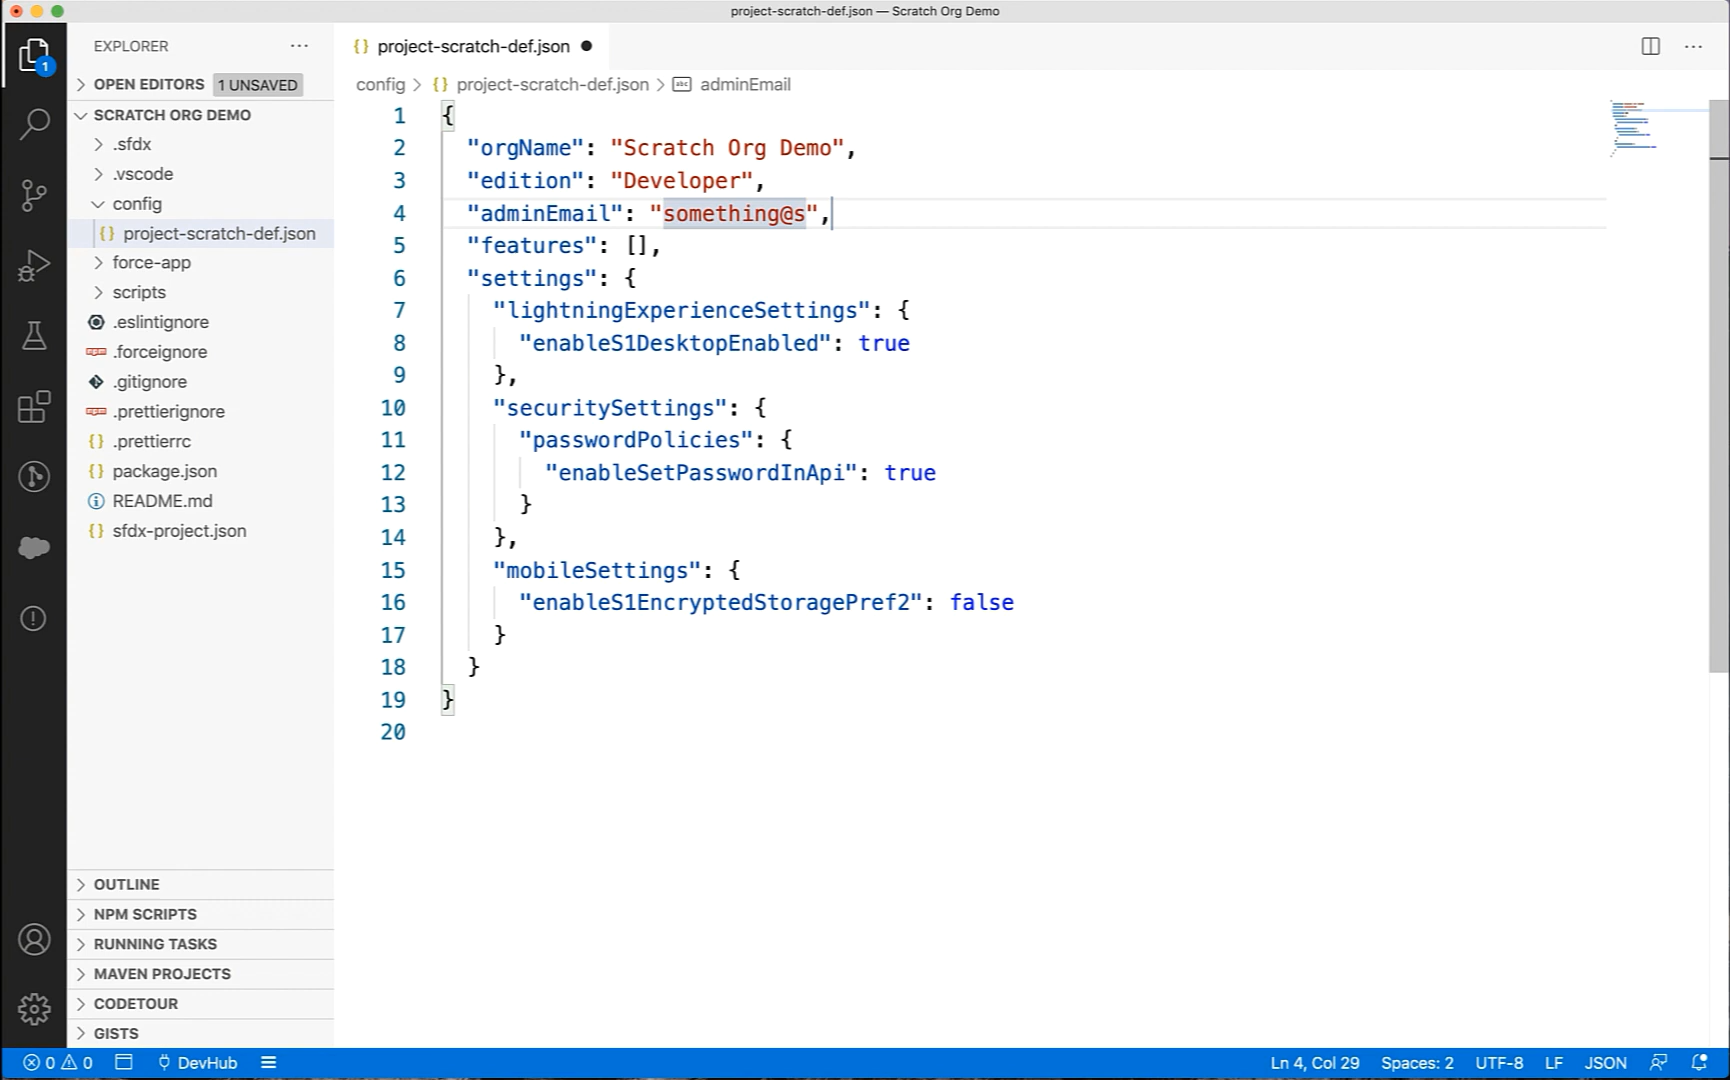 project-scratch-def.json — Scratch Org Demo
EXPLORER
OPEN EDITORS 1 UNSAVED
SCRATCH ORG DEMO
.sfdx
.vscode
config
{} project-scratch-def.json
force-app
scripts
.eslintignore
.forceignore
.gitignore
.prettierignore
{} .prettierrc
{} package.json
README.md
{} sfdx-project.json
OUTLINE
NPM SCRIPTS
RUNNING TASKS
MAVEN PROJECTS
CODETOUR
GISTS
1
{} project-scratch-def.json
config > {} project-scratch-def.json > abc adminEmail
1 {
2 "orgName": "Scratch Org Demo",
3 "edition": "Developer",
4 "adminEmail": "something@s",
5 "features": [],
6 "settings": {
7 "lightningExperienceSettings": {
8 "enableS1DesktopEnabled": true
9 },
10 "securitySettings": {
11 "passwordPolicies": {
12 "enableSetPasswordInApi": true
13 }
14 },
15 "mobileSettings": {
16 "enableS1EncryptedStoragePref2": false
17 }
18 }
19 }
20
0 0 DevHub
Ln 4, Col 29 Spaces: 2 UTF-8 LF JSON